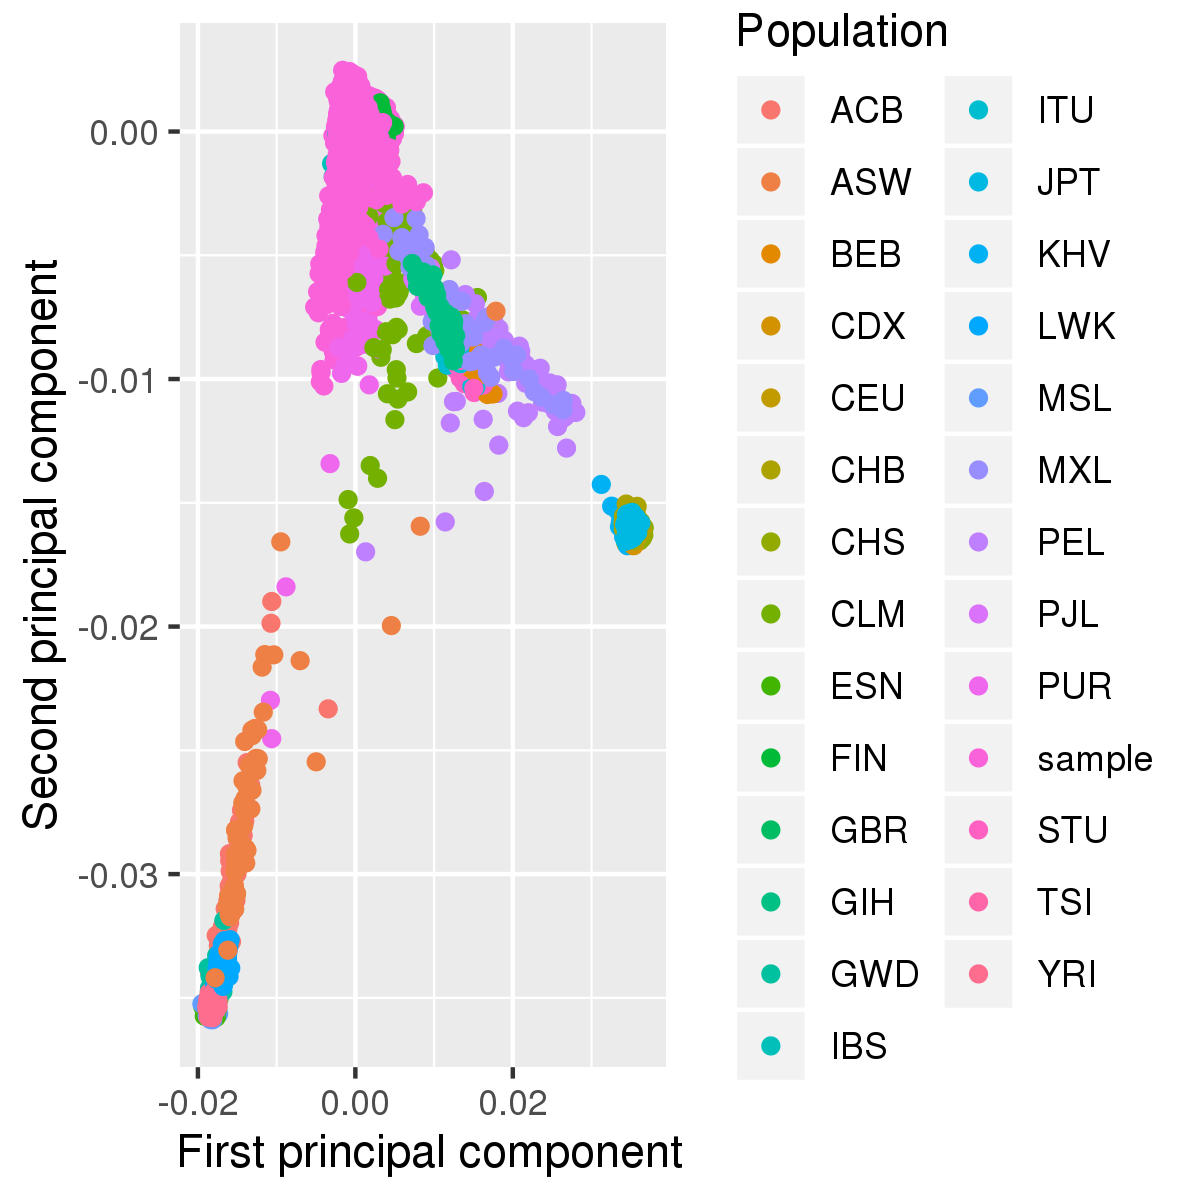 Population
ACB
ASW
BEB
CDX
CEU
CHB
CHS
CLM
ESN
FIN
GBR
GIH
GWD
IBS
ITU
JPT
KHV
LWK
MSL
MXL
PEL
PJL
PUR
sample
STU
TSI
YRI
Second principal component
0.00
-0.01
-0.02
-0.03
-0.02 0.00 0.02
First principal component